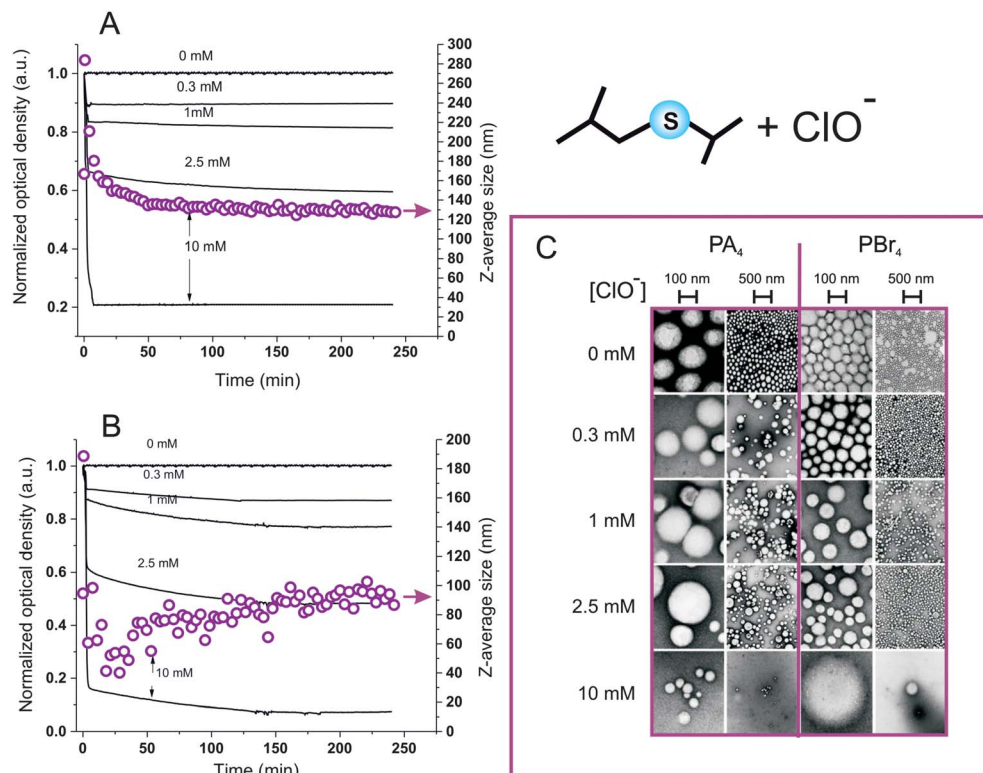 A
Normalized optical density (a.u.)
1.0
0.8
0.6
0.4
0.2
0 mM
0.3 mM
1mM
2.5 mM
10 mM
300
280
260
240
220
200
180
160
140
120
100
80
60
40
20
0
Z-average size (nm)
0 50 100 150 200 250
Time (min)
S + ClO-
B
Normalized optical density (a.u.)
1.0
0.8
0.6
0.4
0.2
0.0
0 mM
0.3 mM
1 mM
2.5 mM
10 mM
200
180
160
140
120
100
80
60
40
20
0
Z-average size (nm)
0 50 100 150 200 250
Time (min)
C
PA4 PBr4
[ClO-] 100 nm 500 nm 100 nm 500 nm
0 mM
0.3 mM
1 mM
2.5 mM
10 mM